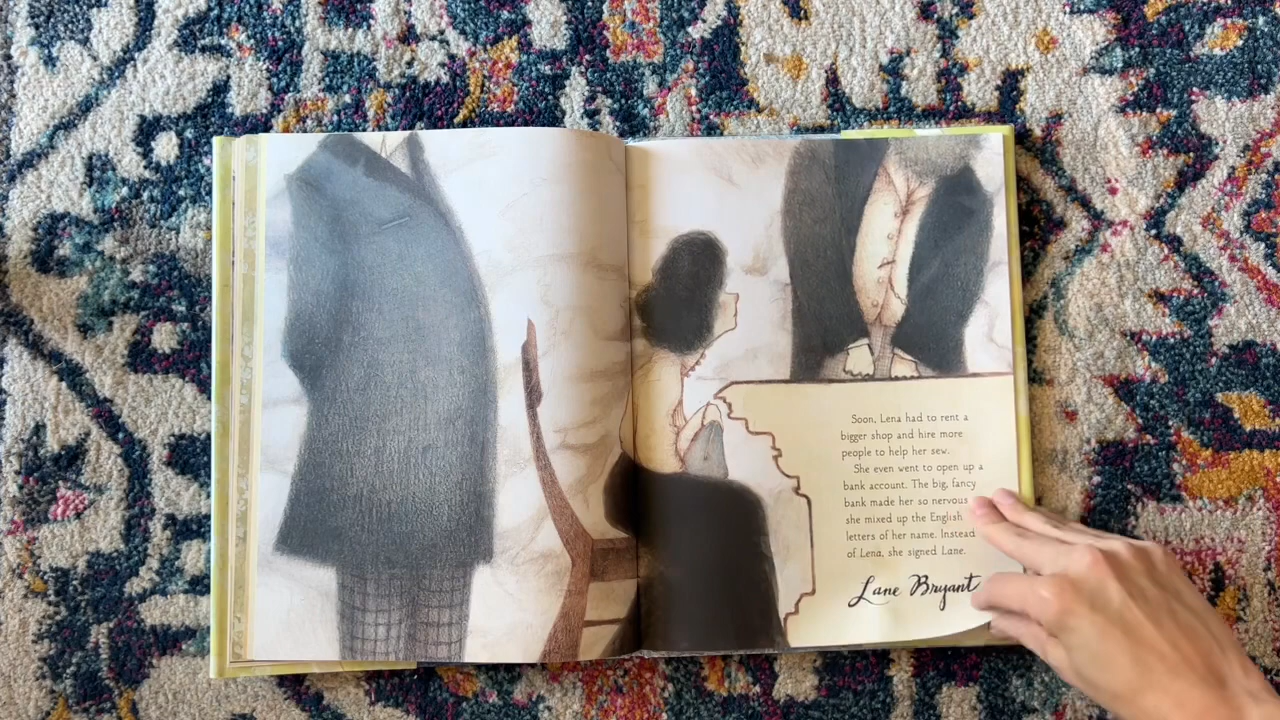 Soon, Lena had to rent a
bigger shop and hire more
people to help her sew.
She even went to open up a
bank account. The big, fancy
bank made her so nervous
she mixed up the English
letters of her name. Instead
of Lena, she signed Lane.
Lane Bryant